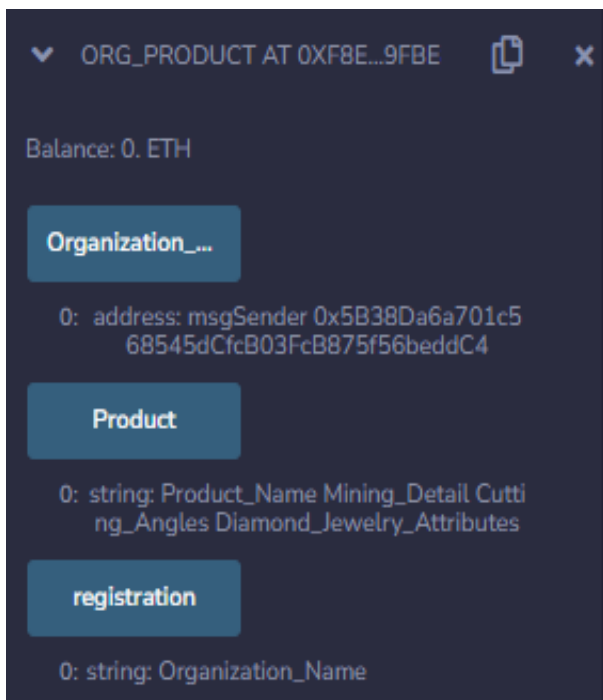 ORG_PRODUCT AT 0XF8E...9FBE
Balance: 0. ETH
Organization_...
0: address: msgSender 0x5B38Da6a701c5
68545dCfcB03FcB875f56beddC4
Product
0: string: Product_Name Mining_Detail Cutti
ng_Angles Diamond_Jewelry_Attributes
registration
0: string: Organization_Name